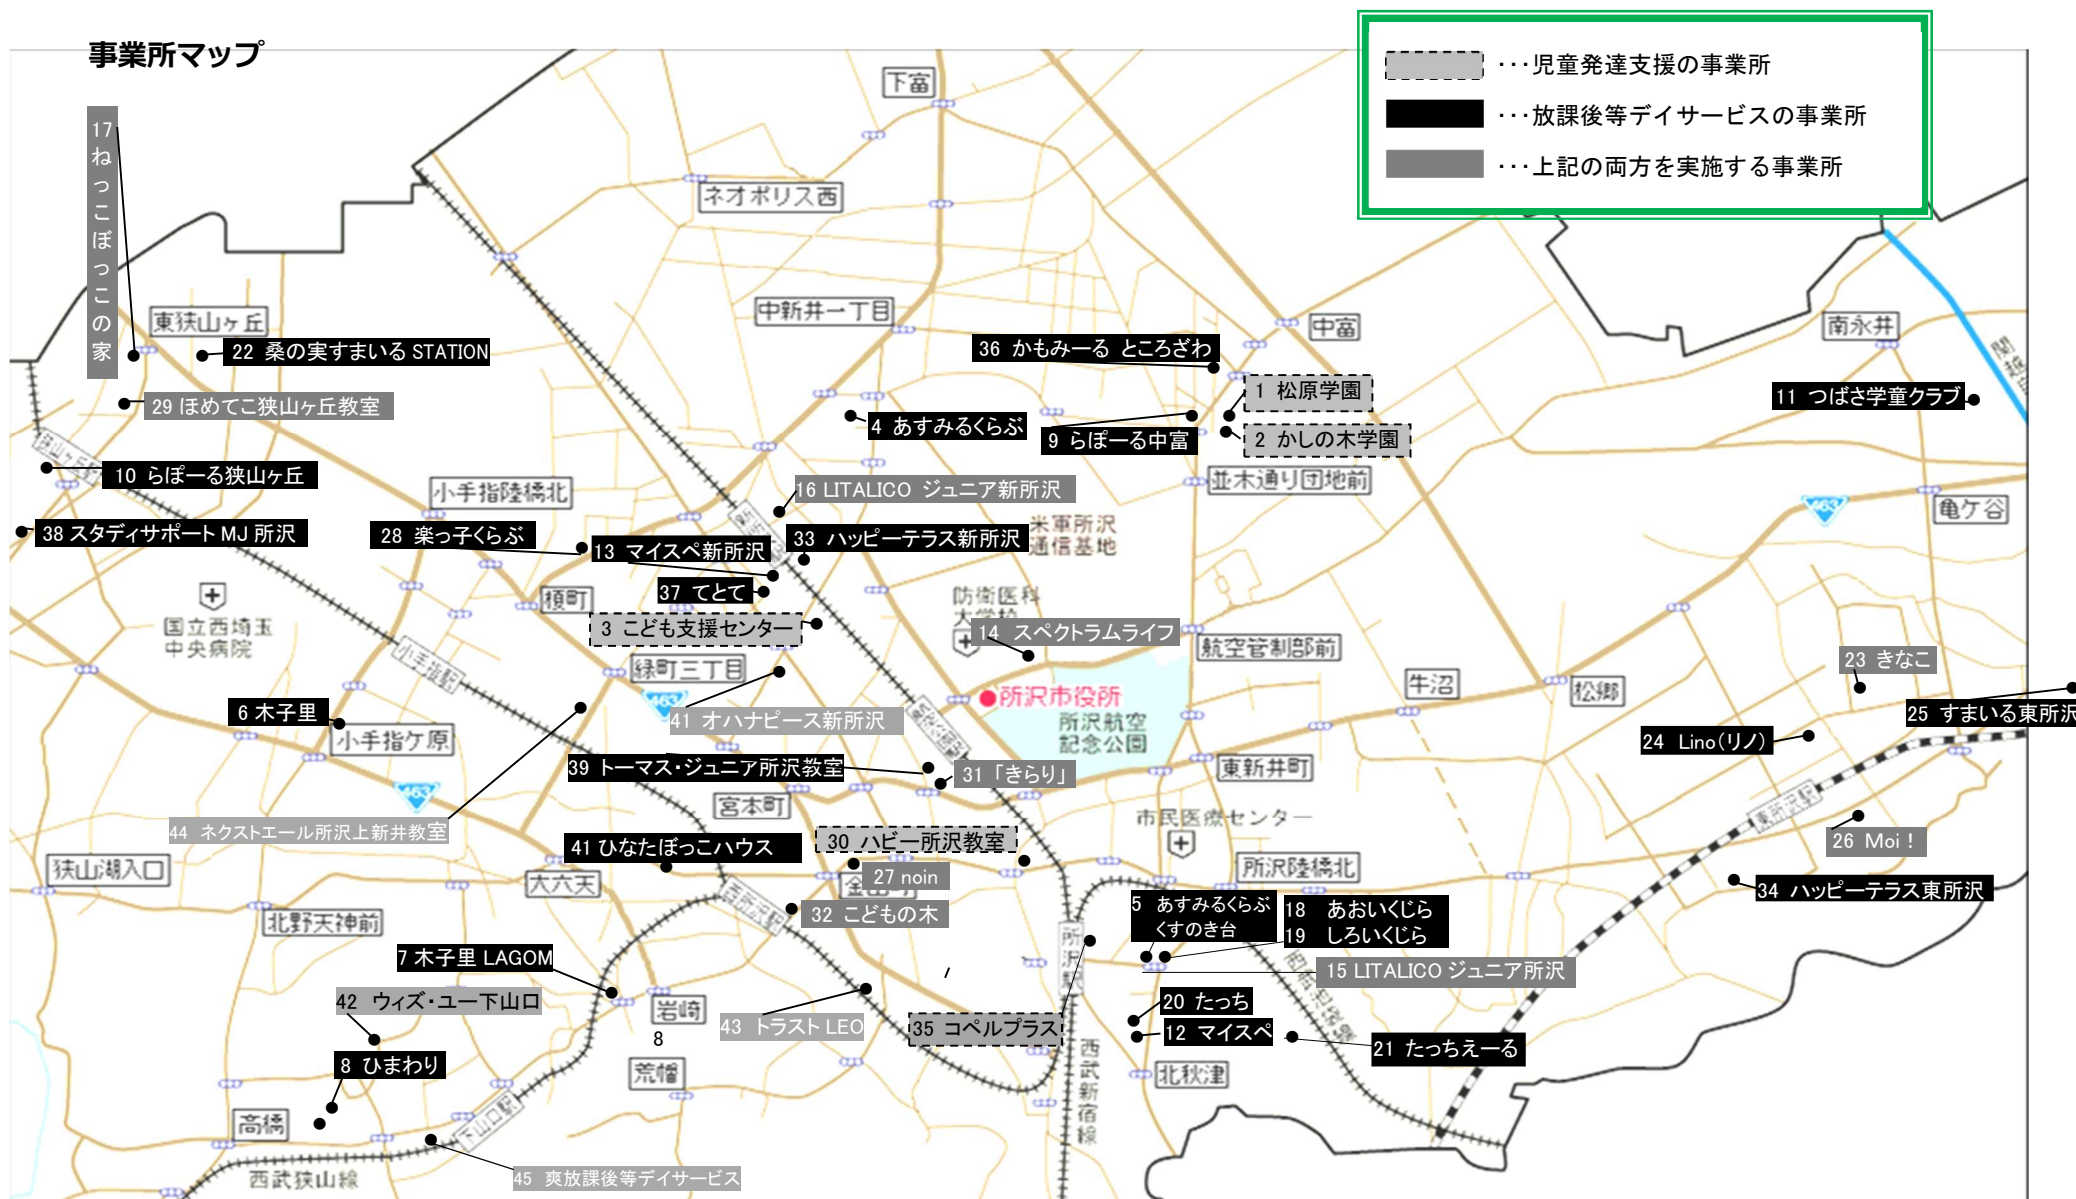 事業所マップ
･･･児童発達支援の事業所
･･･放課後等デイサービスの事業所
･･･上記の両方を実施する事業所
下富
ネオポリス西
17 ねっこぼっこの家
東狭山ヶ丘
中新井一丁目
中富
南永井
22 桑の実すまいる STATION
36 かもみーる ところざわ
29 ほめてこ狭山ヶ丘教室
1 松原学園
11 つばさ学童クラブ
4 あすみるくらぶ
9 らぽーる中富
2 かしの木学園
狭山ヶ丘駅
10 らぽーる狭山ヶ丘
小手指陸橋北
16 LITALICO ジュニア新所沢
並木通り団地前
463
亀ケ谷
38 スタディサポート MJ 所沢
28 楽っ子くらぶ
13 マイスペ新所沢
33 ハッピーテラス新所沢
米軍所沢
通信基地
37 てとて
榎町
防衛医科
大学校
国立西埼玉
中央病院
3 こども支援センター
14 スペクトラムライフ
航空管制部前
小手指駅
緑町三丁目
463
23 きなこ
所沢市役所
牛沼
松郷
6 木子里
41 オハナピース新所沢
所沢航空
記念公園
25 すまいる東所沢
小手指ケ原
24 Lino（リノ）
39 トーマス・ジュニア所沢教室
31 「きらり」
東新井町
463
宮本町
東所沢駅
44 ネクストエール所沢上新井教室
市民医療センター
41 ひなたぼっこハウス
30 ハビー所沢教室
26 Moi！
狭山湖入口
大六天
27 noin
所沢陸橋北
34 ハッピーテラス東所沢
西所沢駅
32 こどもの木
5 あすみるくらぶ
くすのき台
18 あおいくじら
19 しろいくじら
北野天神前
所沢駅
7 木子里 LAGOM
15 LITALICO ジュニア所沢
42 ウィズ・ユー下山口
岩崎
8
43 トラスト LEO
35 コペルプラス
20 たっち
12 マイスペ
21 たっちえーる
8 ひまわり
荒幡
西武新宿線
北秋津
高橋
下山口駅
西武狭山線
45 爽放課後等デイサービス